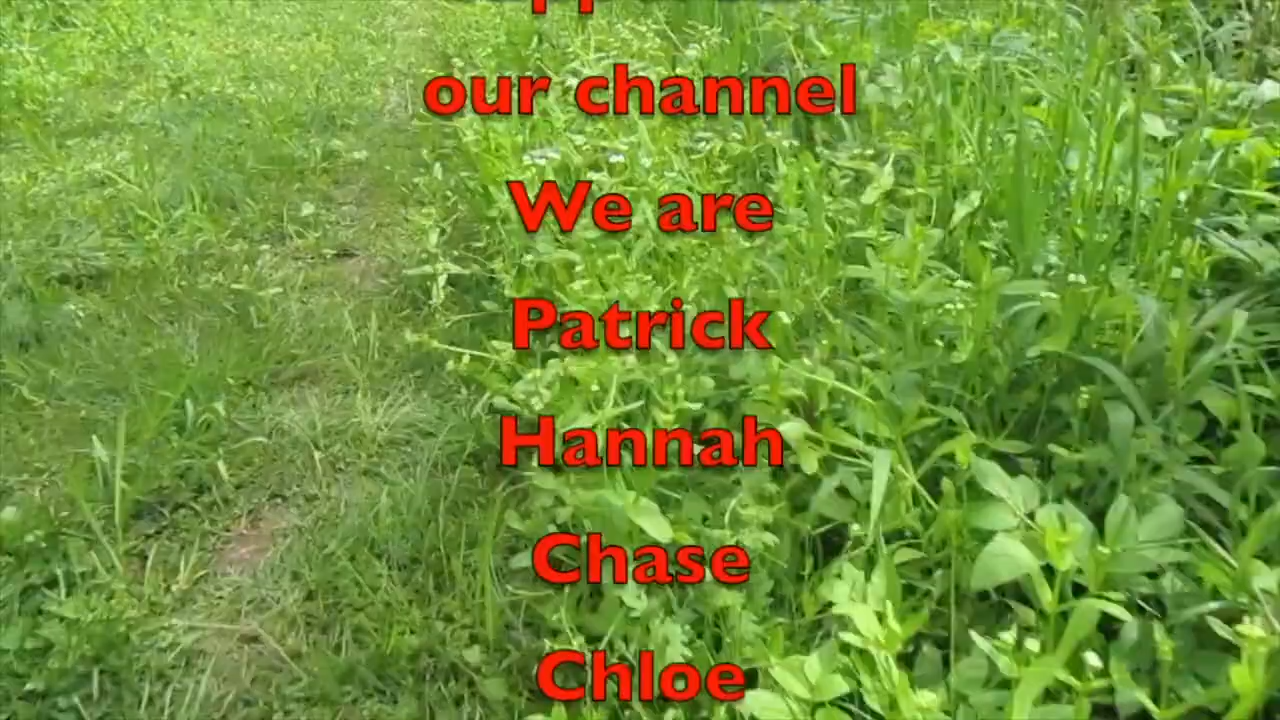 our channel
We are
Patrick
Hannah
Chase
Chloe